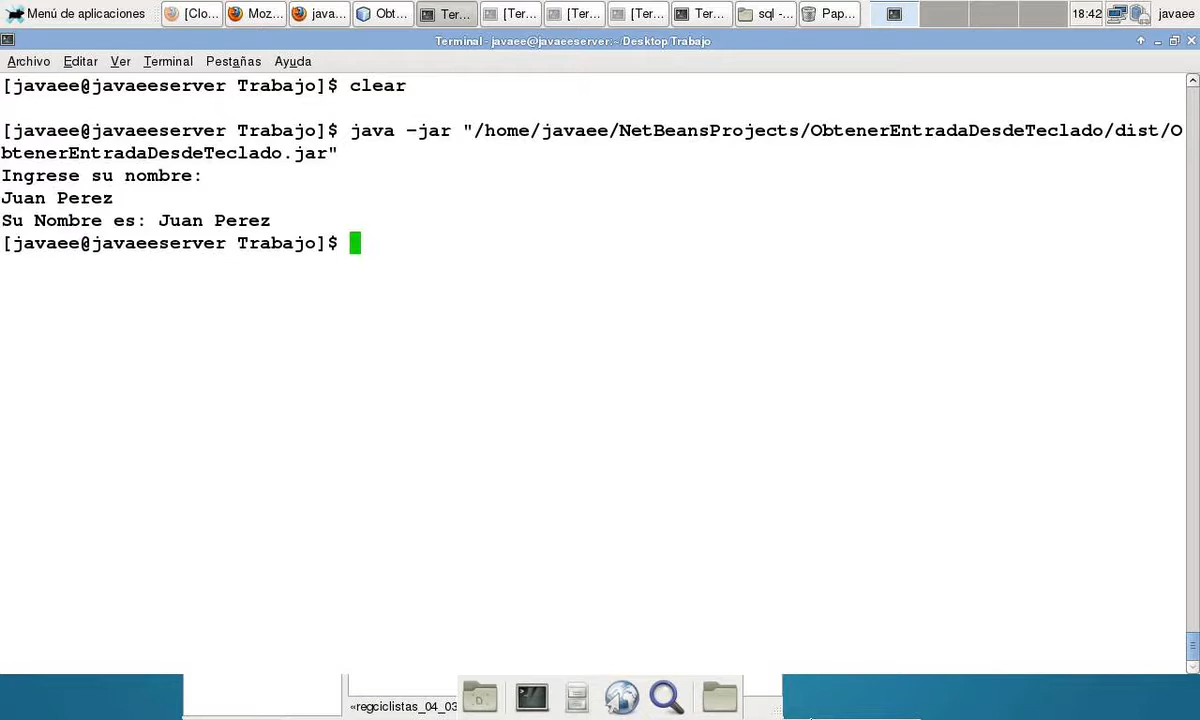 Menú de aplicaciones [Clo... Moz... java... Obt... Ter... [Ter... [Ter... [Ter... Ter... sql -... Pap... 18:42 javaee
Terminal - javaee@javaeeserver:~ Desktop Trabajo
Archivo Editar Ver Terminal Pestañas Ayuda
[javaee@javaeeserver Trabajo]$ clear
[javaee@javaeeserver Trabajo]$ java -jar "/home/javaee/NetBeansProjects/ObtenerEntradaDesdeTeclado/dist/O
btenerEntradaDesdeTeclado.jar"
Ingrese su nombre:
Juan Perez
Su Nombre es: Juan Perez
[javaee@javaeeserver Trabajo]$
«regciclistas_04_03